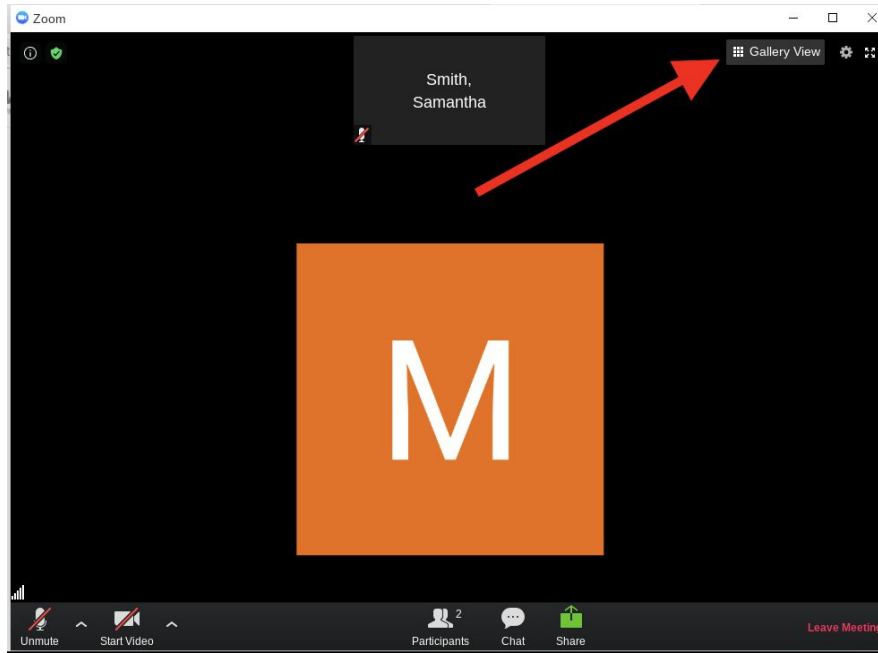 Zoom
Gallery View
Smith,
Samantha
M
2
Unmute
Start Video
Participants
Chat
Share
Leave Meeting